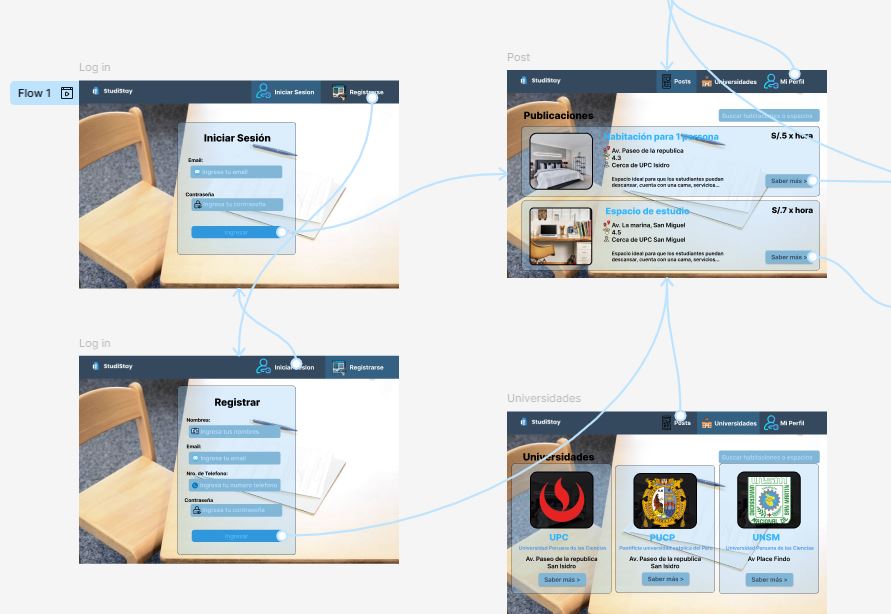 Log in
Flow 1
StudiStay
Iniciar Sesion
Registrarse
Iniciar Sesión
Email:
Ingresa tu email
Contraseña
Ingresa tu contraseña
Ingresar
Post
StudiStay
Posts
Universidades
Mi Perfil
Publicaciones
Buscar habitaciones o espacios
Habitación para 1 persona
S/.5 x hora
Av. Paseo de la republica
4.3
Cerca de UPC Isidro
Espacio ideal para que los estudiantes puedan
descansar, cuenta con una cama, servicios...
Saber más >
Espacio de estudio
S/.7 x hora
Av. La marina, San Miguel
4.5
Cerca de UPC San Miguel
Espacio ideal para que los estudiantes puedan
descansar, cuenta con una cama, servicios...
Saber más >
Log in
StudiStay
Iniciar Sesion
Registrarse
Registrar
Nombres:
Ingresa tus nombres
Email:
Ingresa tu email
Nro. de Telefono:
Ingresa tu numero telefono
Contraseña
Ingresa tu contraseña
Ingresar
Universidades
StudiStay
Posts
Universidades
Mi Perfil
Universidades
Buscar habitaciones o espacios
UPC
Universidad Peruana de las Ciencias
Av. Paseo de la republica
San Isidro
Saber más >
PUCP
Pontificie universidad catolica del Perú
Av. Paseo de la republica
San Isidro
Saber más >
UNSM
Universidad Peruana de las Ciencias
Av Place Findo
Saber más >